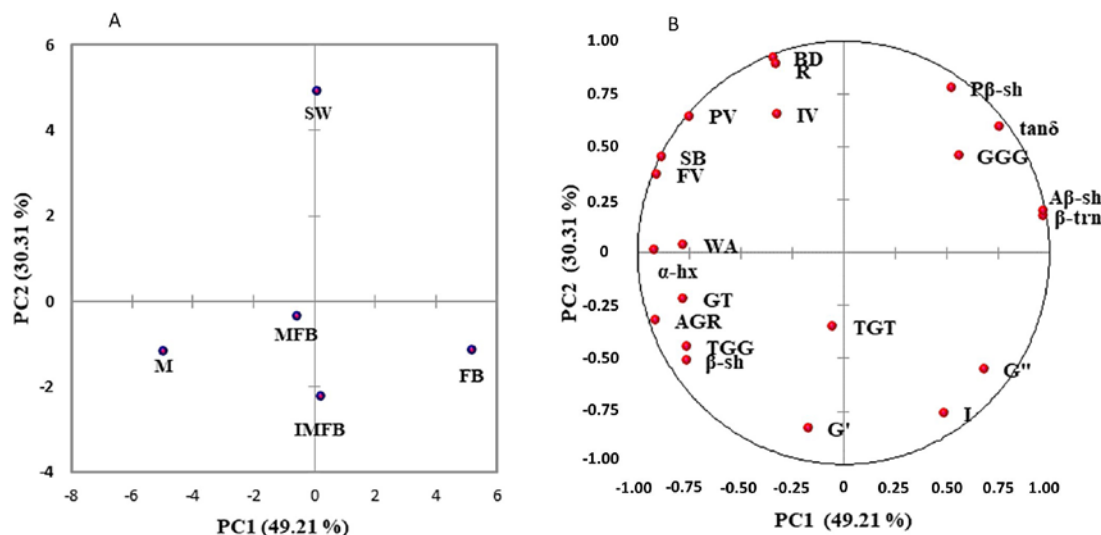 A
6
4
2
0
-2
-4
SW
MFB
M
FB
IMFB
-8 -6 -4 -2 0 2 4 6
PC2 (30.31 %)
PC1 (49.21 %)
B
1.00
0.75
0.50
0.25
0
-0.25
-0.50
-0.75
-1.00
BD
R
Pβ-sh
PV
IV
tanδ
SB
GGG
FV
Aβ-sh
β-trn
WA
α-hx
GT
AGR
TGT
TGG
β-sh
G"
I
G'
-1.00 -0.75 -0.50 -0.25 0 0.50 0.75 1.00
PC2 (30.31 %)
PC1 (49.21 %)